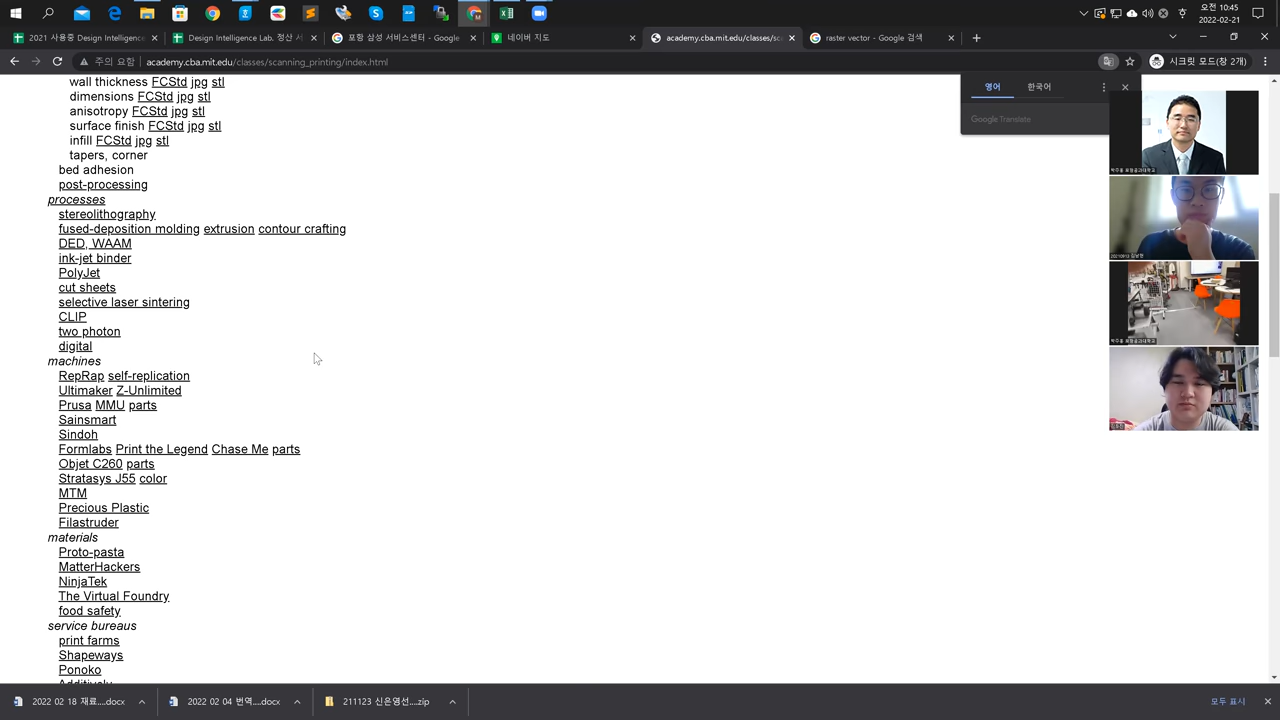 오전 10:45
2022-02-21
2021 사용중 Design Intelligence
Design Intelligence Lab. 정산 서
포항 삼성 서비스센터 - Google
네이버 지도
academy.cba.mit.edu/classes/sc
raster vector - Google 검색
주의 요함 | academy.cba.mit.edu/classes/scanning_printing/index.html
시크릿 모드(창 2개)
영어 한국어
Google Translate
wall thickness FCStd jpg stl
dimensions FCStd jpg stl
anisotropy FCStd jpg stl
surface finish FCStd jpg stl
infill FCStd jpg stl
tapers, corner
bed adhesion
post-processing
processes
stereolithography
fused-deposition molding extrusion contour crafting
DED, WAAM
ink-jet binder
PolyJet
cut sheets
selective laser sintering
CLIP
two photon
digital
machines
RepRap self-replication
Ultimaker Z-Unlimited
Prusa MMU parts
Sainsmart
Sindoh
Formlabs Print the Legend Chase Me parts
Objet C260 parts
Stratasys J55 color
MTM
Precious Plastic
Filastruder
materials
Proto-pasta
MatterHackers
NinjaTek
The Virtual Foundry
food safety
service bureaus
print farms
Shapeways
Ponoko
Additively
2022 02 18 재료....docx
2022 02 04 번역....docx
211123 신은영선....zip
모두 표시